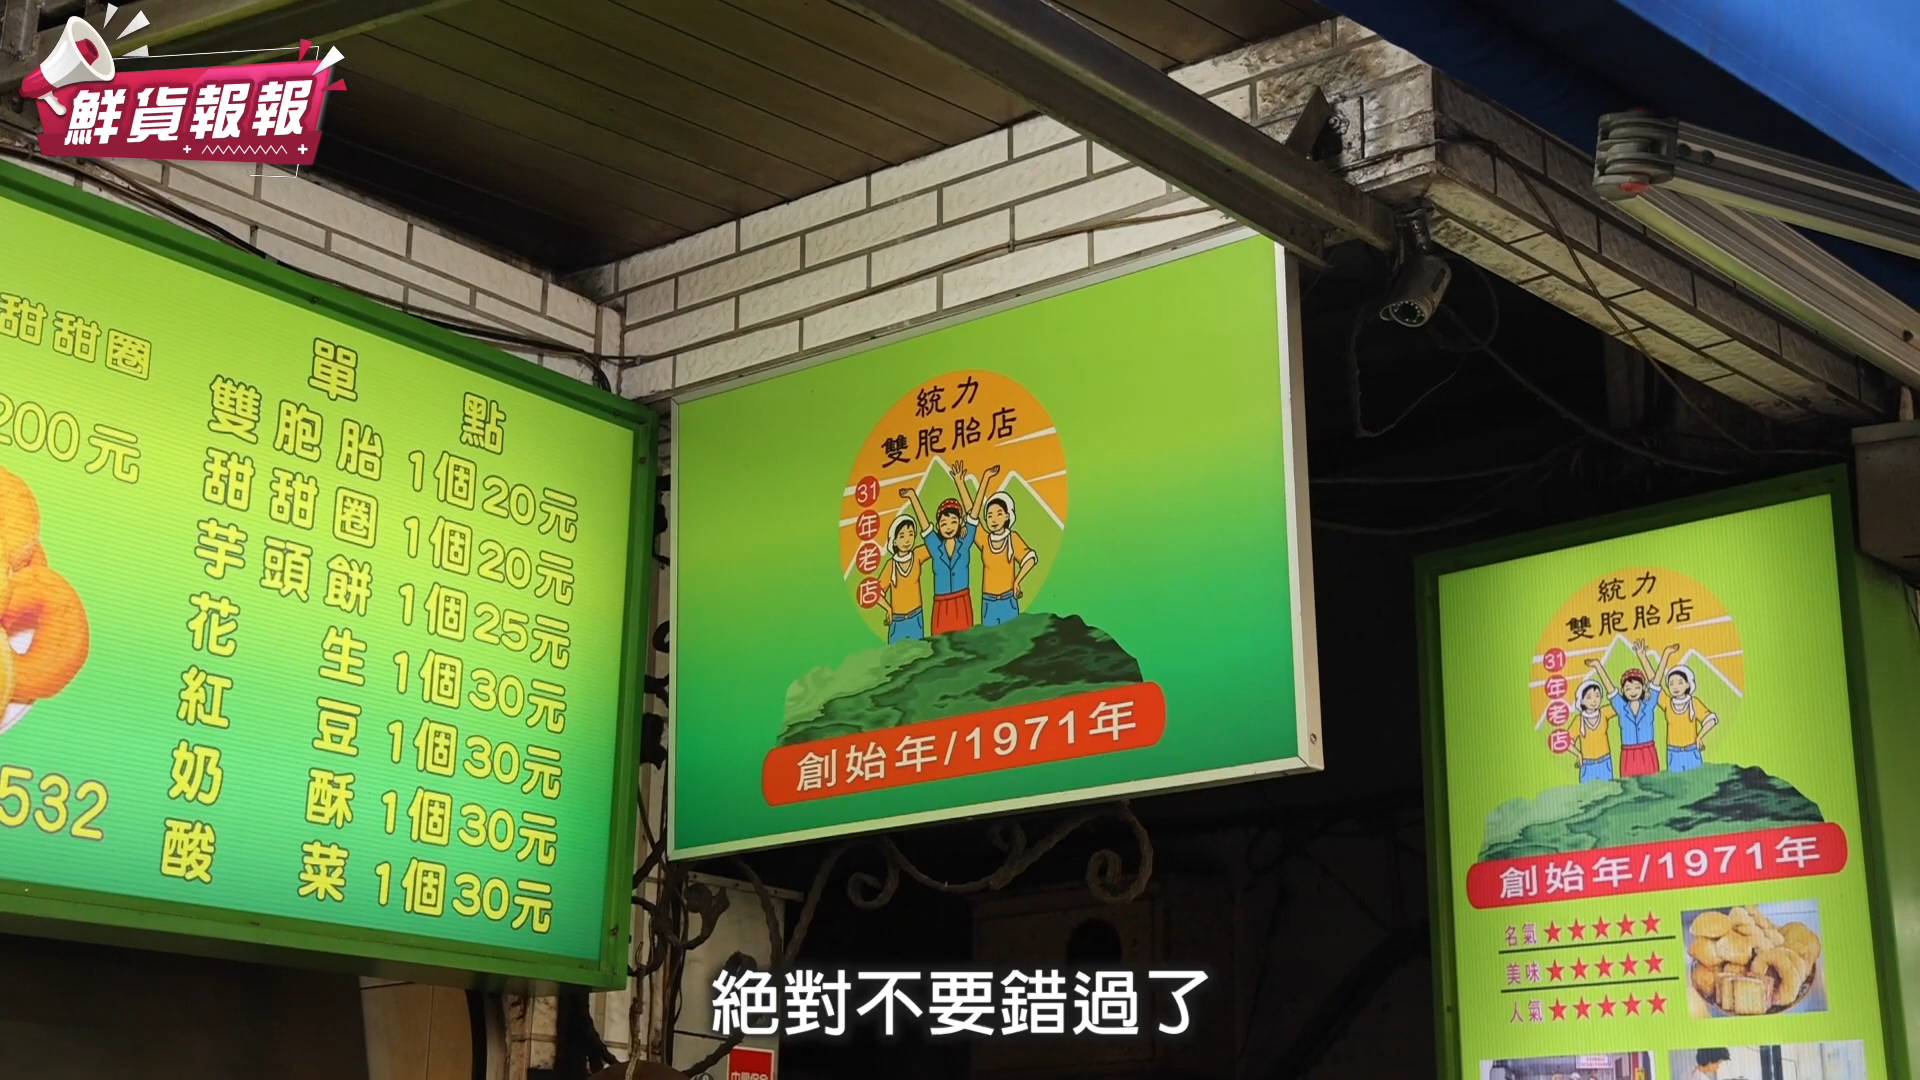 鮮貨報報
甜甜圈
200元
532
單點
雙胞胎 1個20元
甜甜圈 1個20元
芋頭餅 1個25元
花生 1個30元
紅豆 1個30元
奶酥 1個30元
酸菜 1個30元
統力
雙胞胎店
31年老店
創始年/1971年
統力
雙胞胎店
31年老店
創始年/1971年
名氣★★★★★
美味★★★★★
人氣★★★★★
絕對不要錯過了